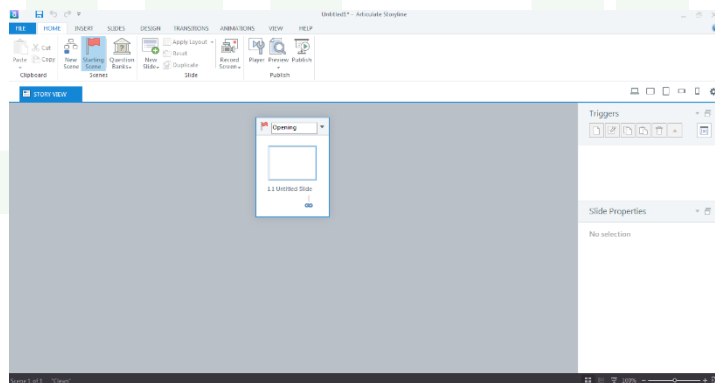 Untitled1* - Articulate Storyline
FILE HOME INSERT SLIDES DESIGN TRANSITIONS ANIMATIONS VIEW HELP
Paste
Cut
Copy
Clipboard
New Scene
Starting Scene
Question Banks
Scenes
New Slide
Apply Layout
Reset
Duplicate
Slide
Record Screen
Player
Preview
Publish
Publish
STORY VIEW
Opening
1.1 Untitled Slide
Triggers
Slide Properties
No selection
Scene 1 of 1 "Clean" 100%